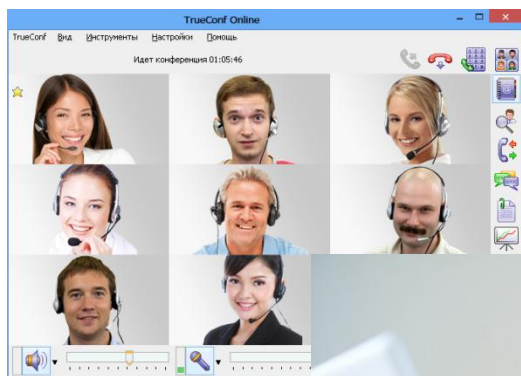 TrueConf Online
TrueConf Вид Инструменты Настройки Помощь
Идет конференция 01:05:46